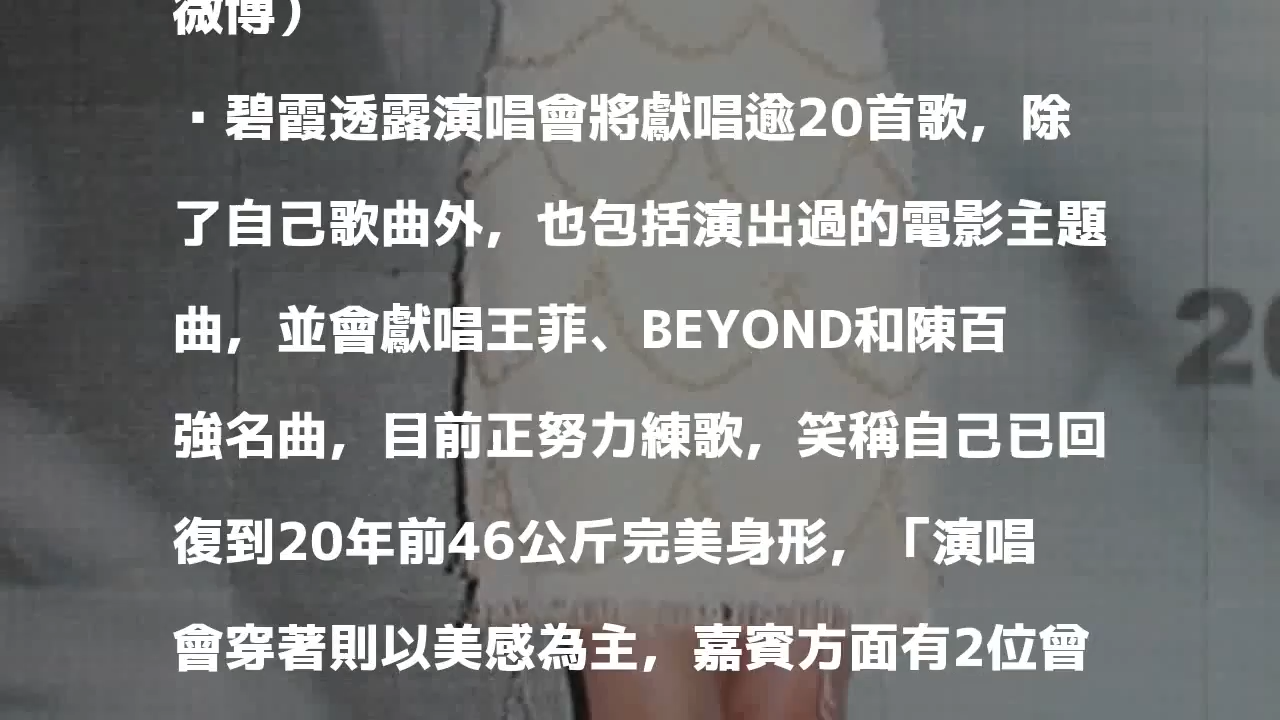 微博）
▪碧霞透露演唱會將獻唱逾20首歌，除
了自己歌曲外，也包括演出過的電影主題
曲，並會獻唱王菲、BEYOND和陳百
強名曲，目前正努力練歌，笑稱自己已回
復到20年前46公斤完美身形，「演唱
會穿著則以美感為主，嘉賓方面有2位曾
20